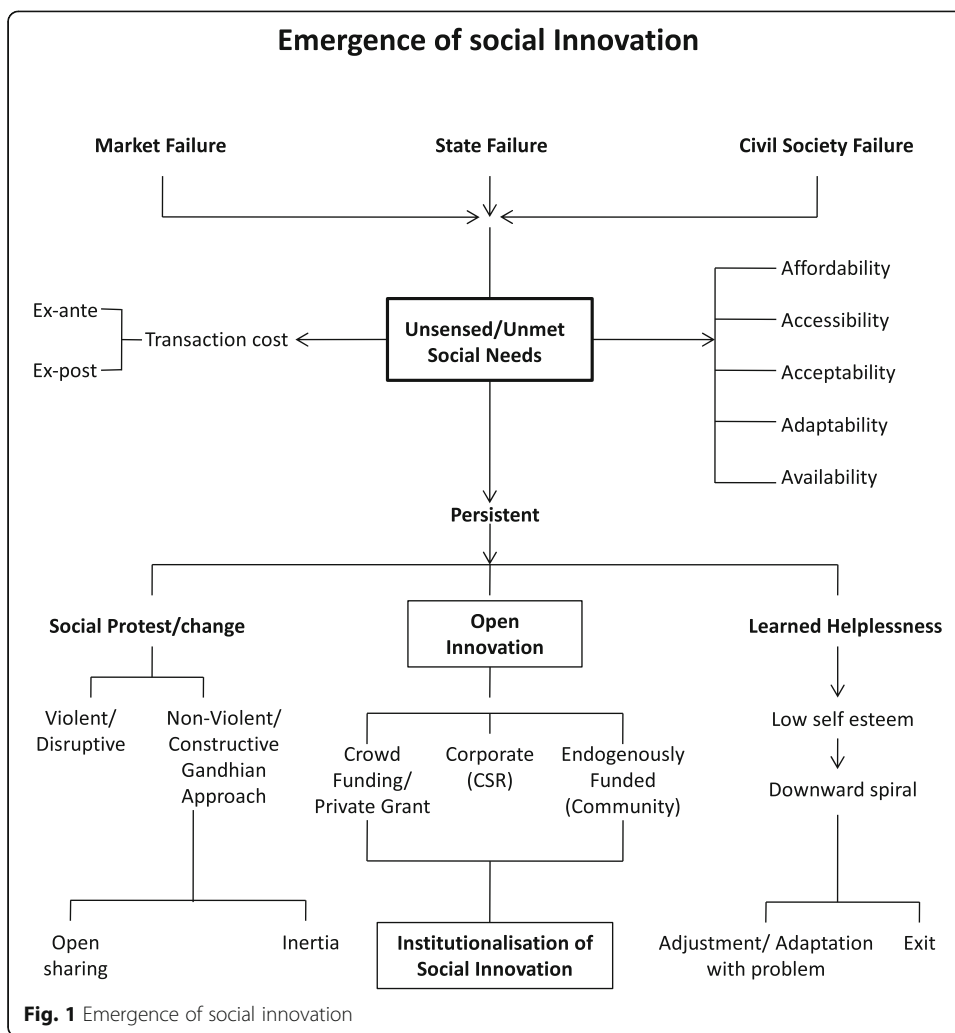 Emergence of social Innovation
Market Failure
State Failure
Civil Society Failure
Ex-ante
Ex-post
Transaction cost
Unsensed/Unmet
Social Needs
Affordability
Accessibility
Acceptability
Adaptability
Availability
Persistent
Social Protest/change
Violent/
Disruptive
Non-Violent/
Constructive
Gandhian
Approach
Open
sharing
Inertia
Open
Innovation
Crowd
Funding/
Private Grant
Corporate
(CSR)
Endogenously
Funded
(Community)
Institutionalisation of
Social Innovation
Learned Helplessness
Low self esteem
Downward spiral
Adjustment/ Adaptation
with problem
Exit
Fig. 1 Emergence of social innovation